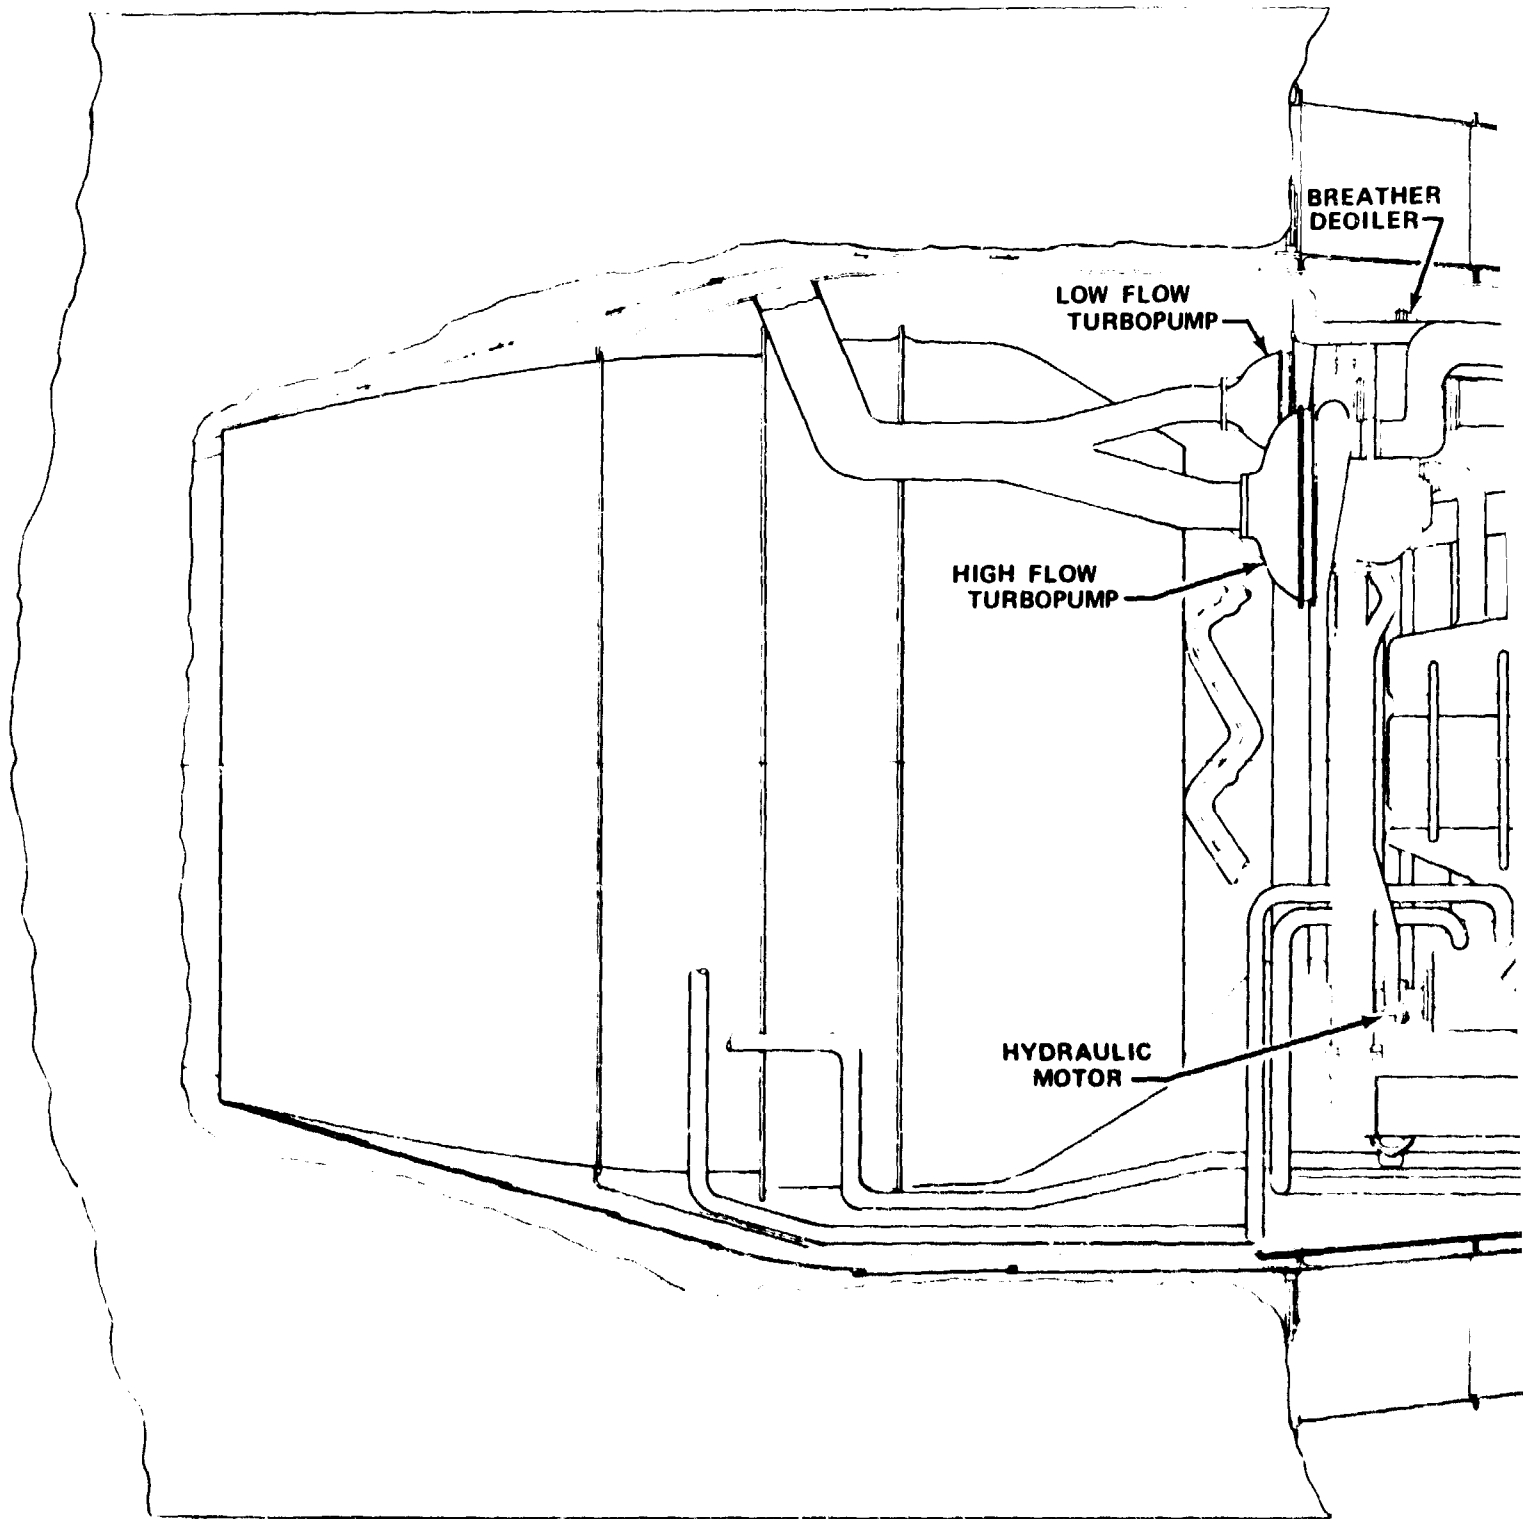 BREATHER
DEOILER
LOW FLOW
TURBOPUMP
HIGH FLOW
TURBOPUMP
HYDRAULIC
MOTOR